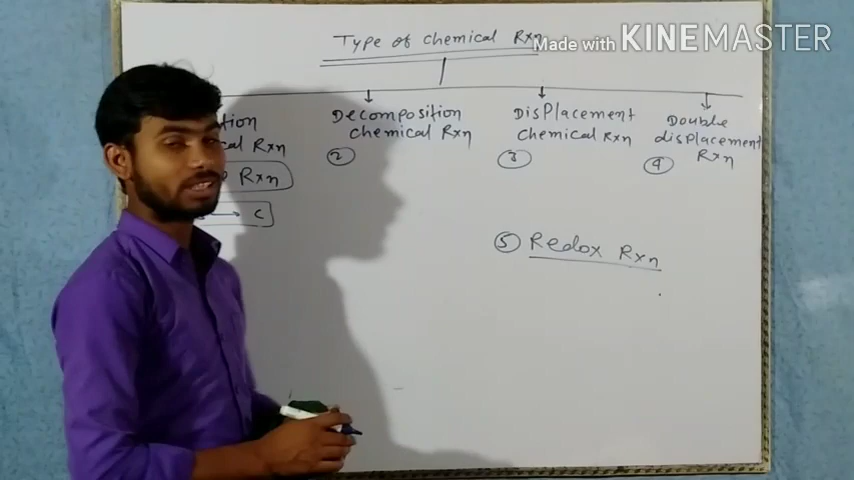 Type of chemical Rxn
Made with KINEMASTER
Decomposition
chemical Rxn
2
Displacement
chemical Rxn
3
Double
displacement
Rxn
4
Rxn
Rxn
C
5 Redox Rxn